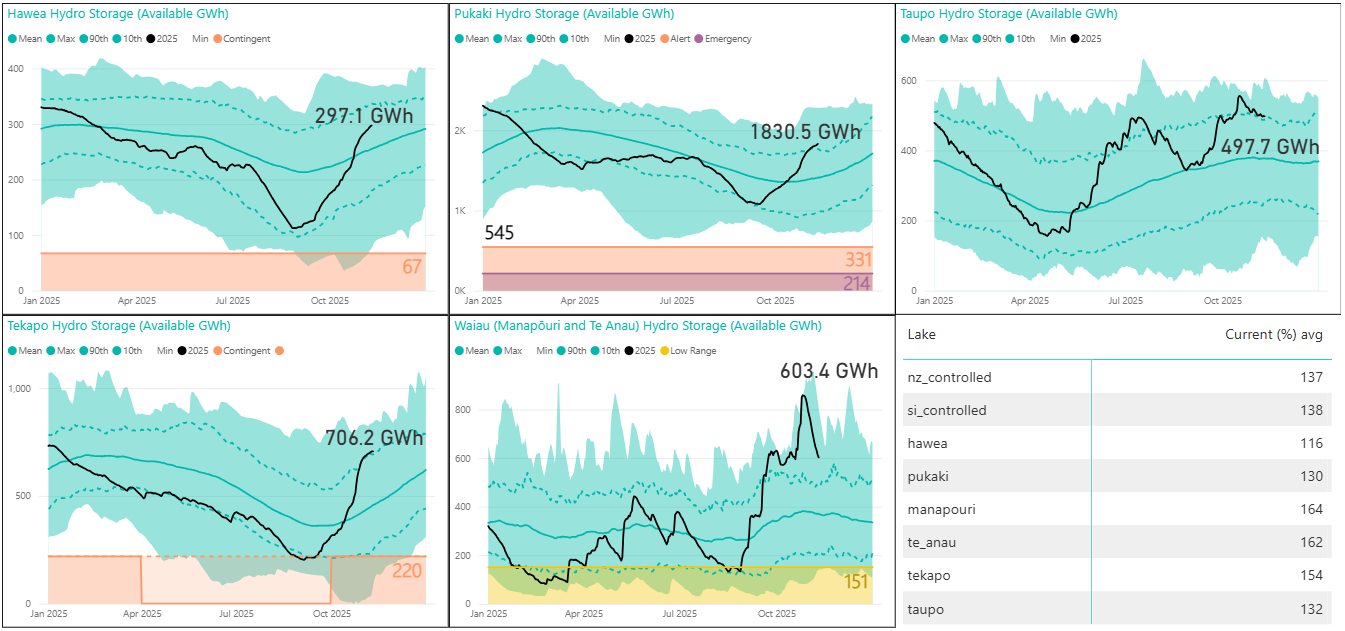 Hawea Hydro Storage (Available GWh)
Mean Max 90th 10th 2025 Min Contingent
400
300
200
100
0
297.1 GWh
67
Jan 2025 Apr 2025 Jul 2025 Oct 2025
Pukaki Hydro Storage (Available GWh)
Mean Max 90th 10th Min 2025 Alert Emergency
2K
1K
0K
1830.5 GWh
545
331
214
Jan 2025 Apr 2025 Jul 2025 Oct 2025
Taupo Hydro Storage (Available GWh)
Mean Max 90th 10th Min 2025
600
400
200
0
497.7 GWh
Jan 2025 Apr 2025 Jul 2025 Oct 2025
Tekapo Hydro Storage (Available GWh)
Mean Max 90th 10th Min 2025 Contingent
1,000
500
0
706.2 GWh
220
Jan 2025 Apr 2025 Jul 2025 Oct 2025
Waiau (Manapōuri and Te Anau) Hydro Storage (Available GWh)
Mean Max Min 90th 10th 2025 Low Range
800
600
400
200
0
603.4 GWh
151
Jan 2025 Apr 2025 Jul 2025 Oct 2025
Lake Current (%) avg
nz_controlled 137
si_controlled 138
hawea 116
pukaki 130
manapouri 164
te_anau 162
tekapo 154
taupo 132